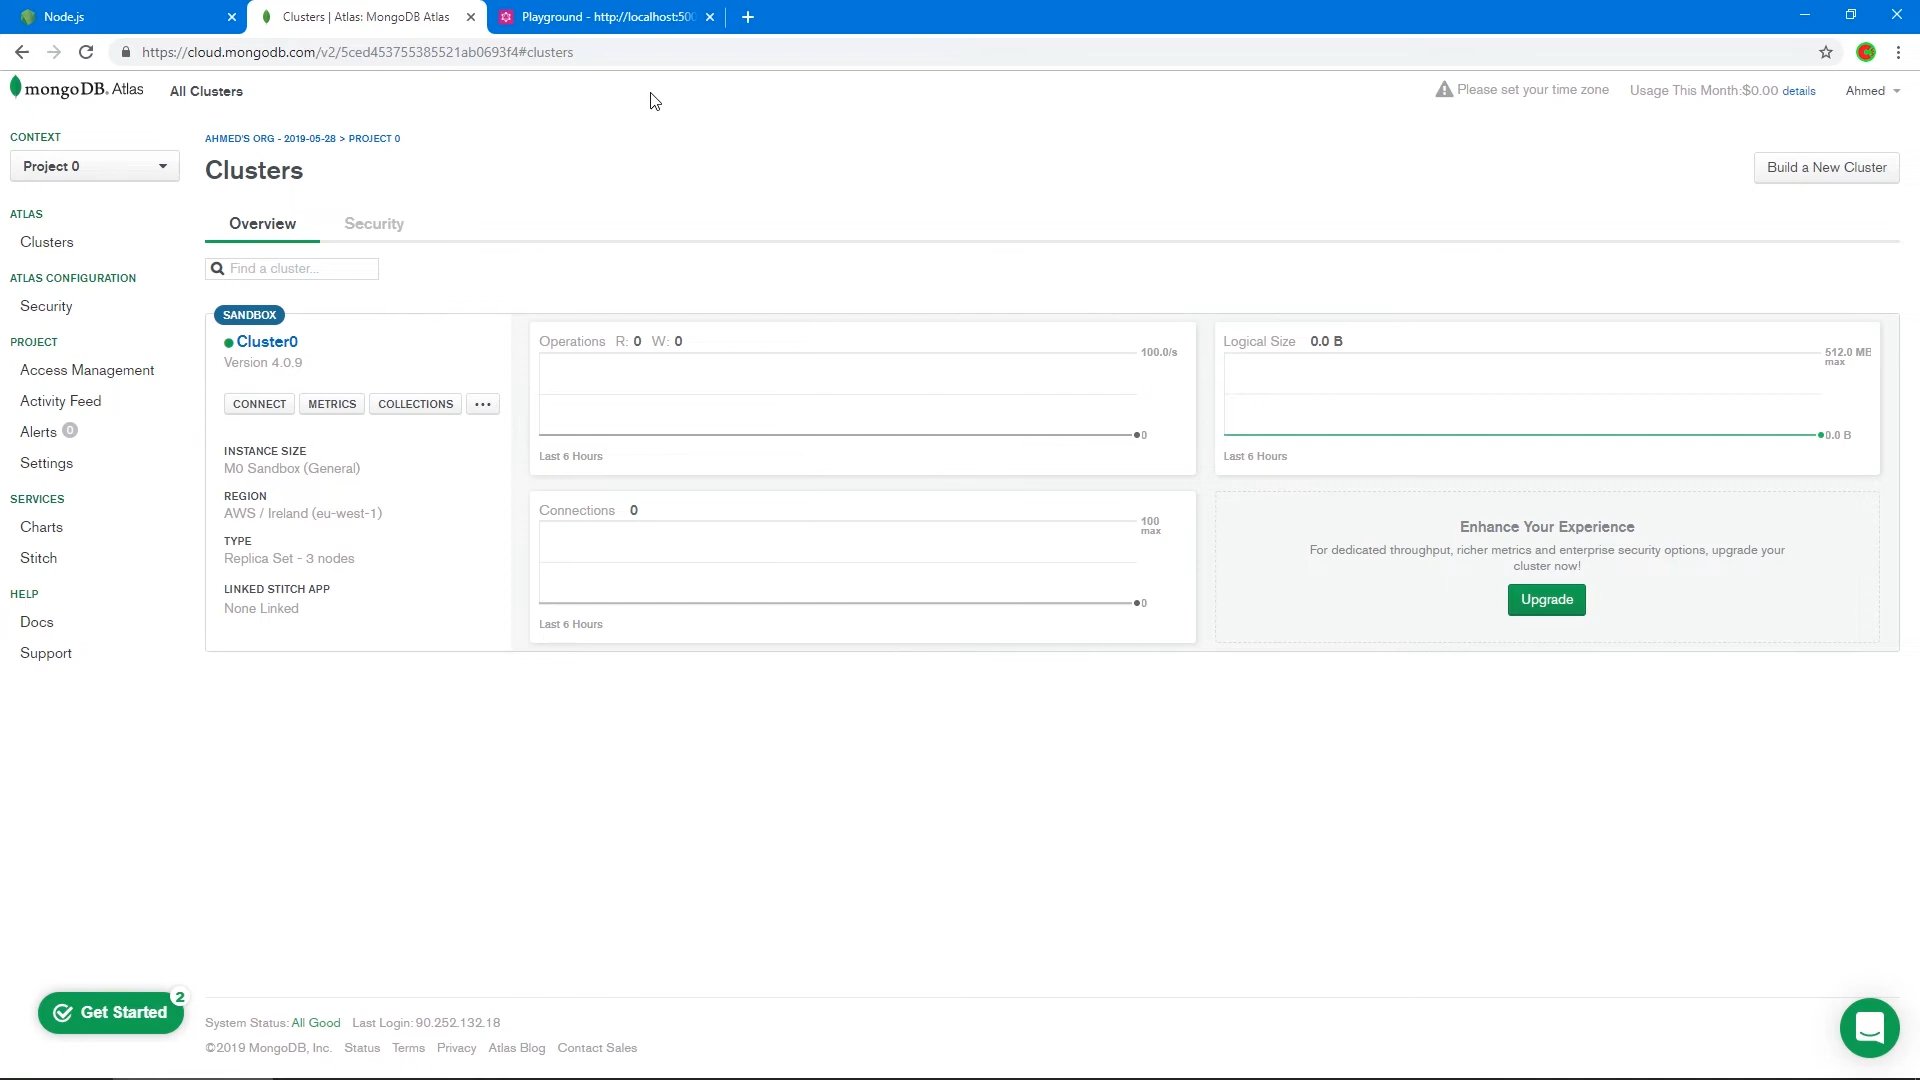 Node.js
Clusters | Atlas: MongoDB Atlas
Playground - http://localhost:500
https://cloud.mongodb.com/v2/5ced453755385521ab0693f4#clusters
mongoDB. Atlas
All Clusters
Please set your time zone
Usage This Month:$0.00 details
Ahmed
CONTEXT
Project 0
ATLAS
Clusters
ATLAS CONFIGURATION
Security
PROJECT
Access Management
Activity Feed
Alerts 0
Settings
SERVICES
Charts
Stitch
HELP
Docs
Support
AHMED'S ORG - 2019-05-28 > PROJECT 0
Clusters
Build a New Cluster
Overview
Security
Find a cluster...
SANDBOX
Cluster0
Version 4.0.9
CONNECT
METRICS
COLLECTIONS
...
INSTANCE SIZE
M0 Sandbox (General)
REGION
AWS / Ireland (eu-west-1)
TYPE
Replica Set - 3 nodes
LINKED STITCH APP
None Linked
Operations R: 0 W: 0
100.0/s
0
Last 6 Hours
Logical Size 0.0 B
512.0 MB
max
0.0 B
Last 6 Hours
Connections 0
100
max
0
Last 6 Hours
Enhance Your Experience
For dedicated throughput, richer metrics and enterprise security options, upgrade your
cluster now!
Upgrade
Get Started
2
System Status: All Good Last Login: 90.252.132.18
©2019 MongoDB, Inc. Status Terms Privacy Atlas Blog Contact Sales